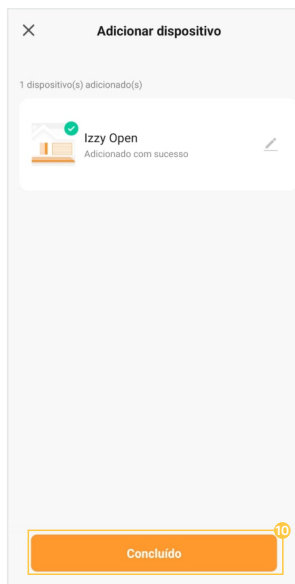 Adicionar dispositivo
1 dispositivo(s) adicionado(s)
Izzy Open
Adicionado com sucesso
10
Concluído